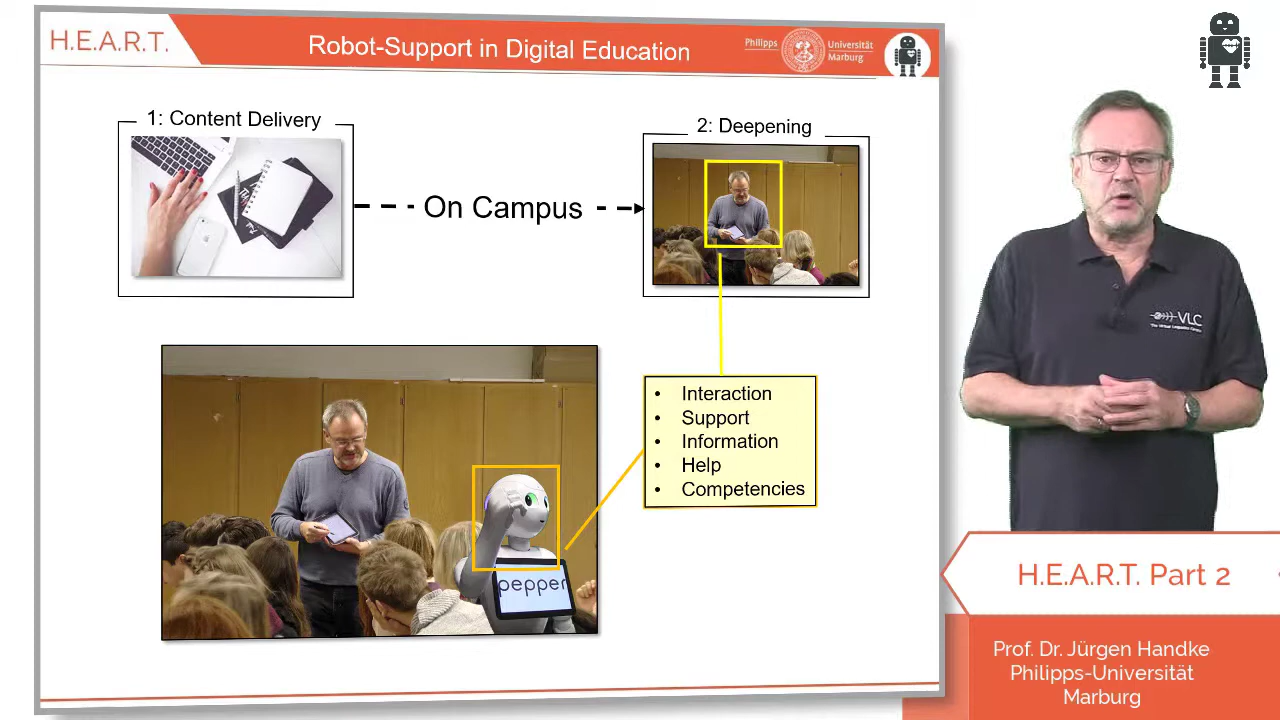 H.E.A.R.T.
Robot-Support in Digital Education
Philipps Universität
Marburg
1: Content Delivery
2: Deepening
On Campus
• Interaction
• Support
• Information
• Help
• Competencies
pepper
VLC
H.E.A.R.T. Part 2
Prof. Dr. Jürgen Handke
Philipps-Universität
Marburg